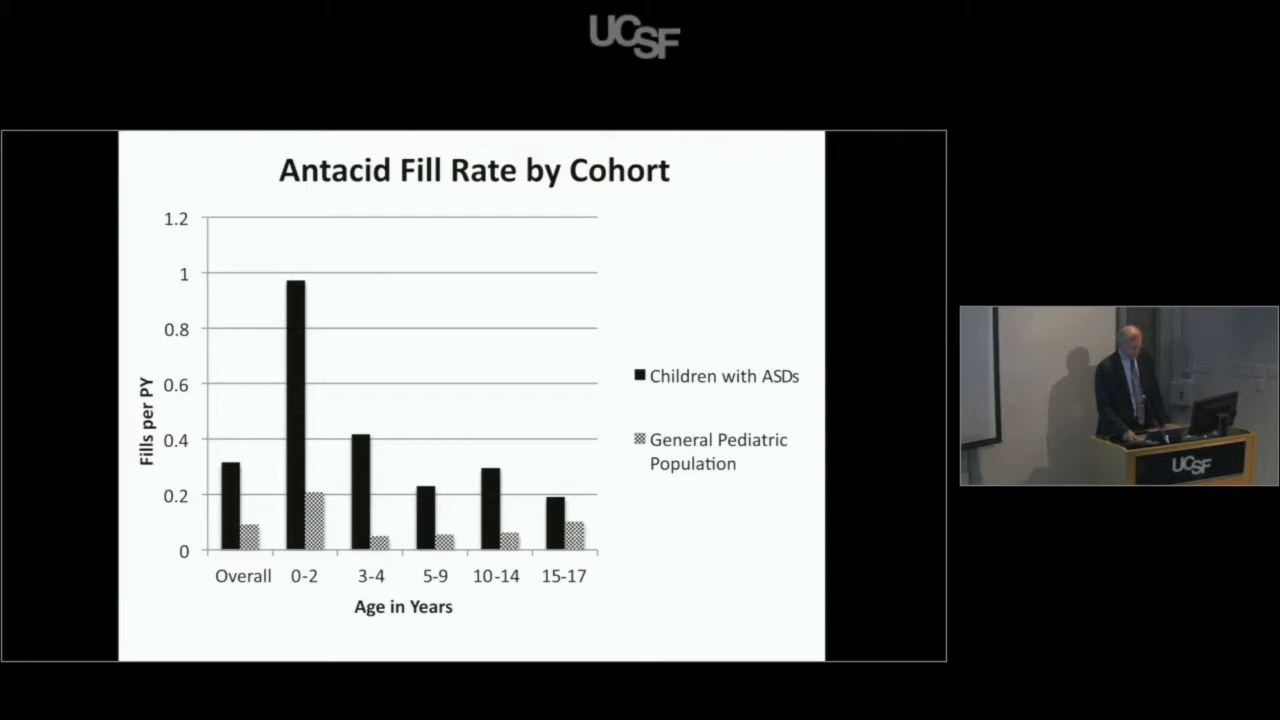 UCSF
Antacid Fill Rate by Cohort
1.2
1
0.8
0.6
0.4
0.2
0
Fills per PY
Overall 0-2 3-4 5-9 10-14 15-17
Age in Years
Children with ASDs
General Pediatric
Population
UCSF